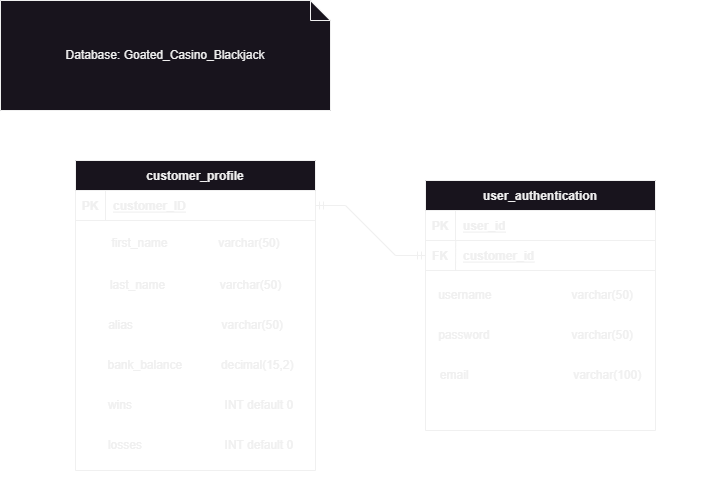 Database: Goated_Casino_Blackjack
customer_profile
PK customer_ID
first_name varchar(50)
last_name varchar(50)
alias varchar(50)
bank_balance decimal(15,2)
wins INT default 0
losses INT default 0
user_authentication
PK user_id
FK customer_id
username varchar(50)
password varchar(50)
email varchar(100)